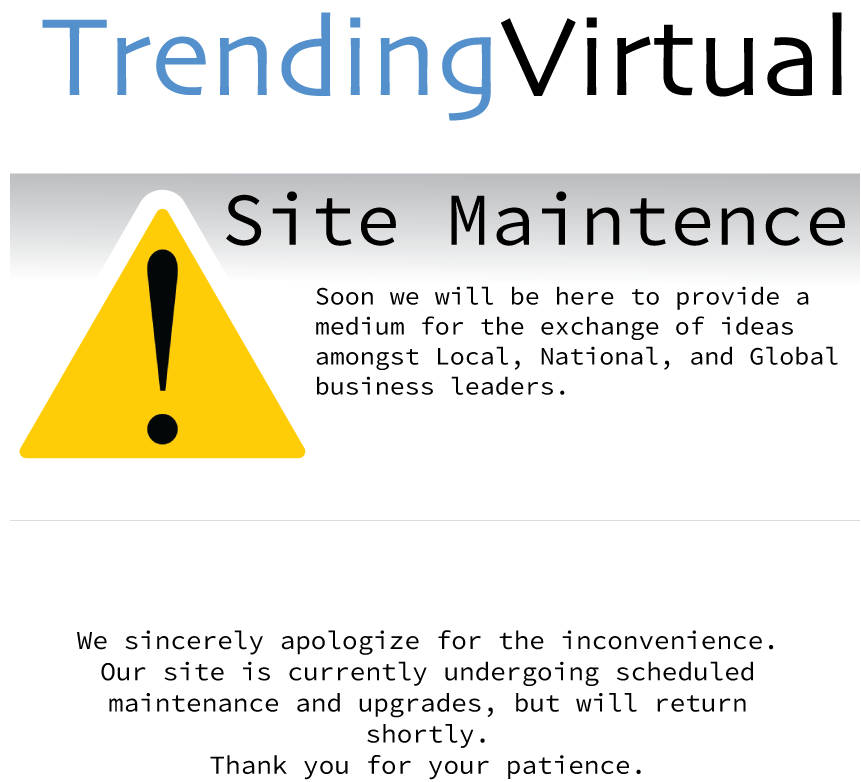 TrendingVirtual
Site Maintence
Soon we will be here to provide a
medium for the exchange of ideas
amongst Local, National, and Global
business leaders.
We sincerely apologize for the inconvenience.
Our site is currently undergoing scheduled
maintenance and upgrades, but will return
shortly.
Thank you for your patience.